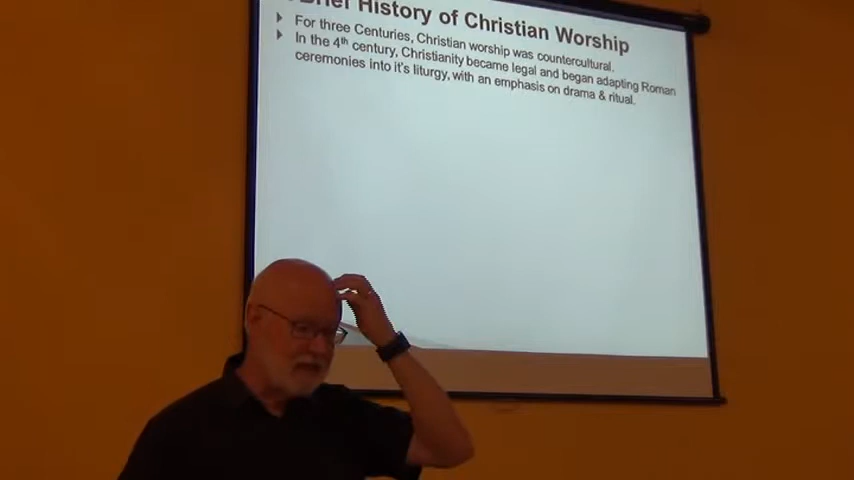 Brief History of Christian Worship
For three Centuries, Christian worship was countercultural.
In the 4th century, Christianity became legal and began adapting Roman
ceremonies into it's liturgy, with an emphasis on drama & ritual.